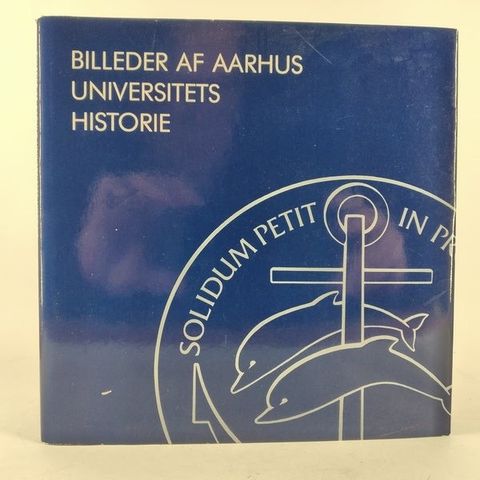 BILLEDER AF AARHUS
UNIVERSITETS
HISTORIE
SOLIDUM PETIT IN PR